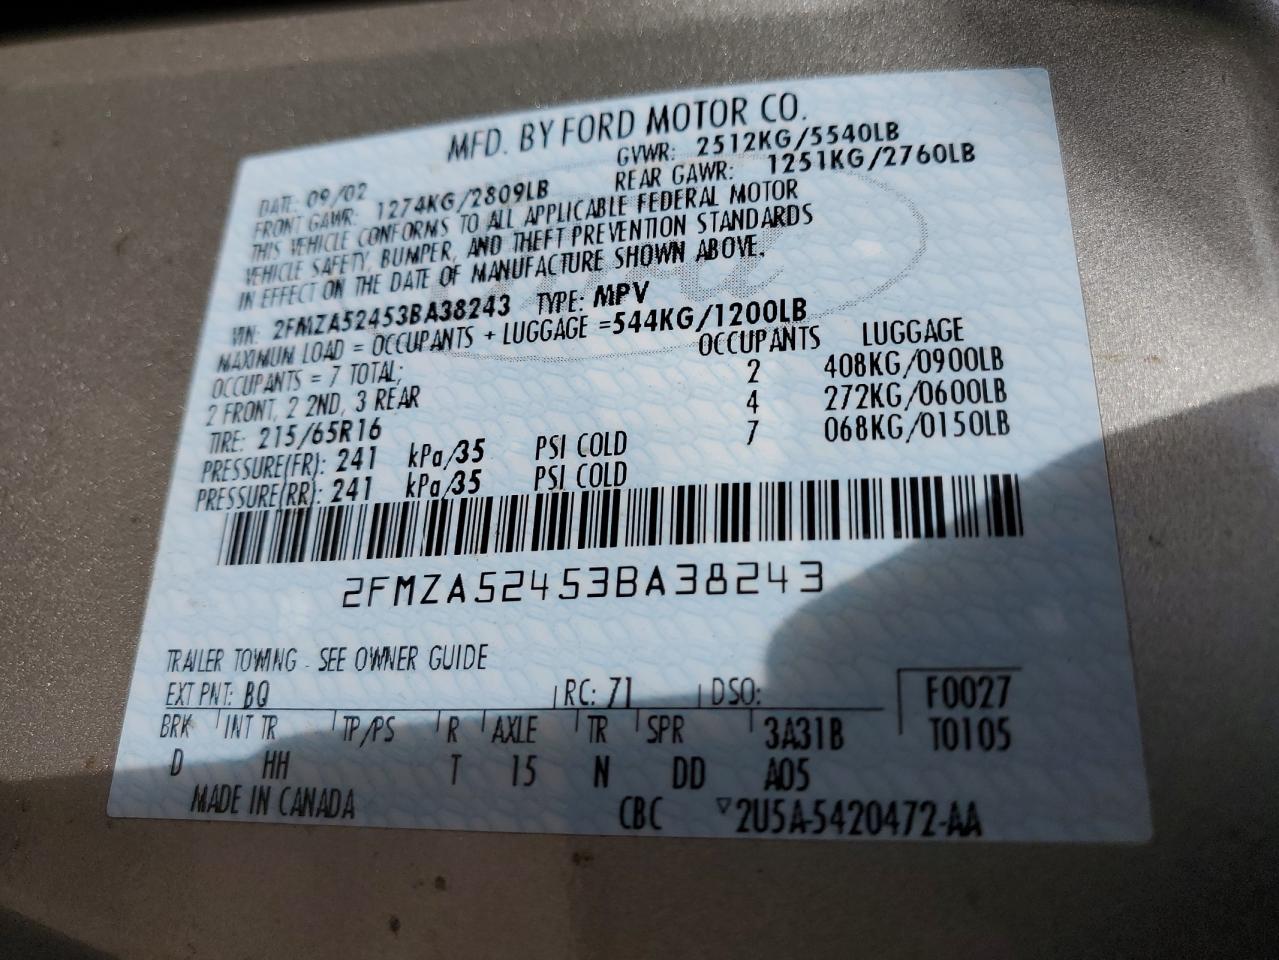 MFD. BY FORD MOTOR CO.
DATE: 09/02 GVWR: 2512KG/5540LB
FRONT GAWR: 1274KG/2809LB REAR GAWR: 1251KG/2760LB
THIS VEHICLE CONFORMS TO ALL APPLICABLE FEDERAL MOTOR
VEHICLE SAFETY, BUMPER, AND THEFT PREVENTION STANDARDS
IN EFFECT ON THE DATE OF MANUFACTURE SHOWN ABOVE.
VIN: 2FMZA52453BA38243 TYPE: MPV
MAXIMUM LOAD = OCCUPANTS + LUGGAGE =544KG/1200LB
OCCUPANTS = 7 TOTAL; OCCUPANTS LUGGAGE
2 FRONT, 2 2ND, 3 REAR 2 408KG/0900LB
TIRE: 215/65R16 4 272KG/0600LB
PRESSURE(FR): 241 kPa/35 PSI COLD 7 068KG/0150LB
PRESSURE(RR): 241 kPa/35 PSI COLD
2FMZA52453BA38243
TRAILER TOWING - SEE OWNER GUIDE
EXT PNT: BQ RC: 71 DSO: F0027
BRK INT TR TP/PS R AXLE TR SPR 3A31B T0105
D HH T 15 N DD A05
MADE IN CANADA CBC ▽2U5A-5420472-AA